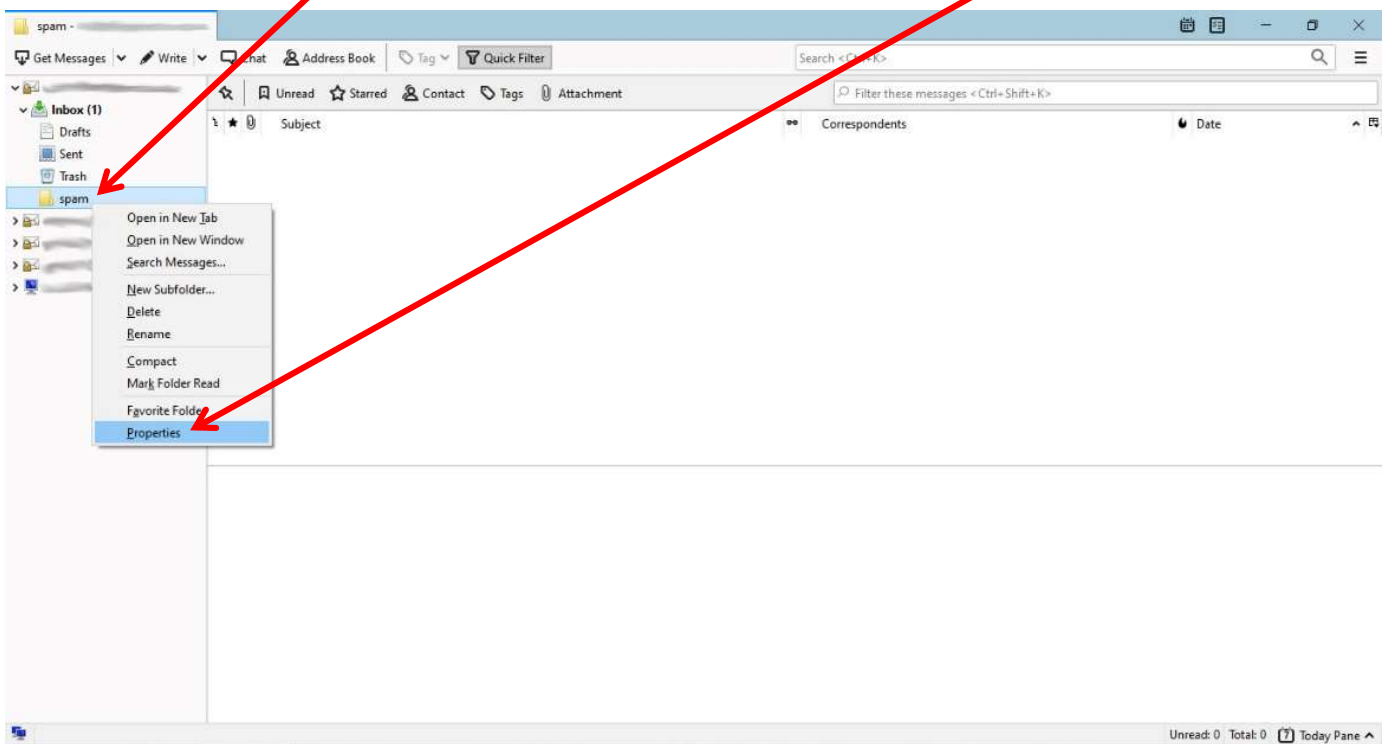 spam -
Get Messages Write Chat Address Book Tag Quick Filter Search <Ctrl+K>
Unread Starred Contact Tags Attachment Filter these messages <Ctrl+Shift+K>
Inbox (1)
Subject Correspondents Date
Drafts
Sent
Trash
spam
Open in New Tab
Open in New Window
Search Messages...
New Subfolder...
Delete
Rename
Compact
Mark Folder Read
Favorite Folder
Properties
Unread: 0 Total: 0 7 Today Pane